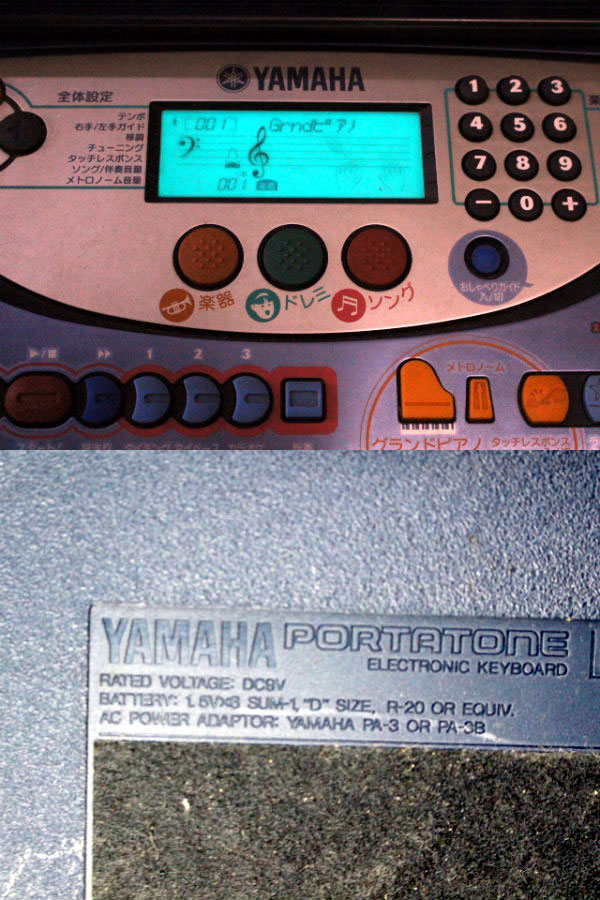 YAMAHA
全体設定
テンポ
右手/左手ガイド
移調
チューニング
タッチレスポンス
ソング/伴奏音量
メトロノーム音量
001 Grndピアノ
001
1 2 3
4 5 6
7 8 9
− 0 +
楽器
ドレミ
ソング
おしゃべりガイド
入/切
▶/■ ▶▶ 1 2 3
メトロノーム
グランドピアノ
タッチレスポンス
YAMAHA PORTATONE
ELECTRONIC KEYBOARD
RATED VOLTAGE: DC9V
BATTERY: 1.5V×6 SUM-1, "D" SIZE, R-20 OR EQUIV.
AC POWER ADAPTOR: YAMAHA PA-3 OR PA-3B